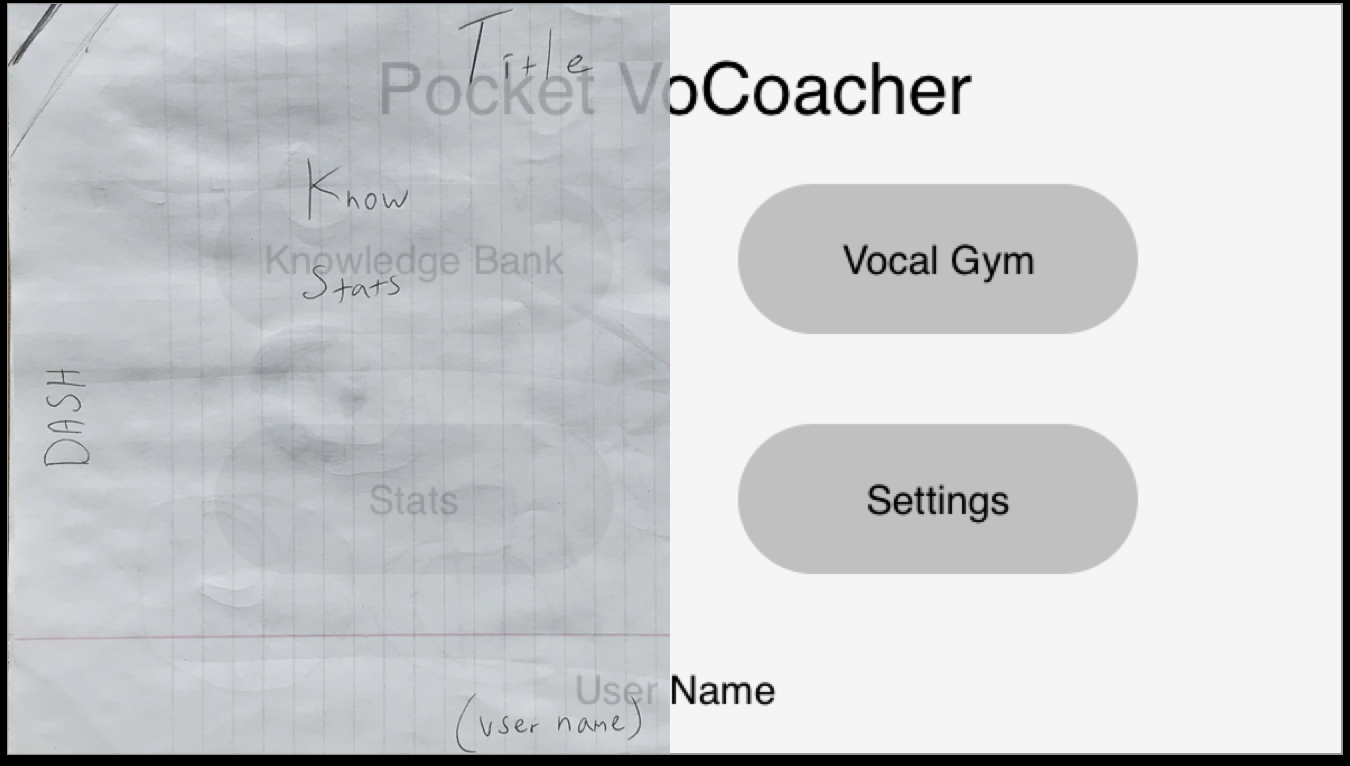 Title
Pocket VoCoacher
Know
Knowledge Bank
Vocal Gym
Stats
DASH
Stats
Settings
User Name
(user name)